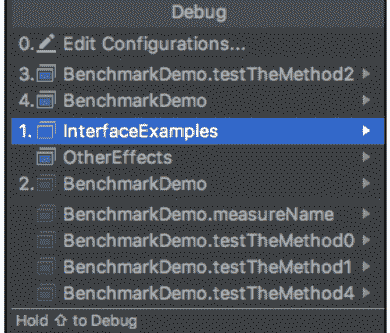 Debug
0. Edit Configurations...
3. BenchmarkDemo.testTheMethod2
4. BenchmarkDemo
1. InterfaceExamples
OtherEffects
2. BenchmarkDemo
BenchmarkDemo.measureName
BenchmarkDemo.testTheMethod0
BenchmarkDemo.testTheMethod1
BenchmarkDemo.testTheMethod4
Hold ⇧ to Debug